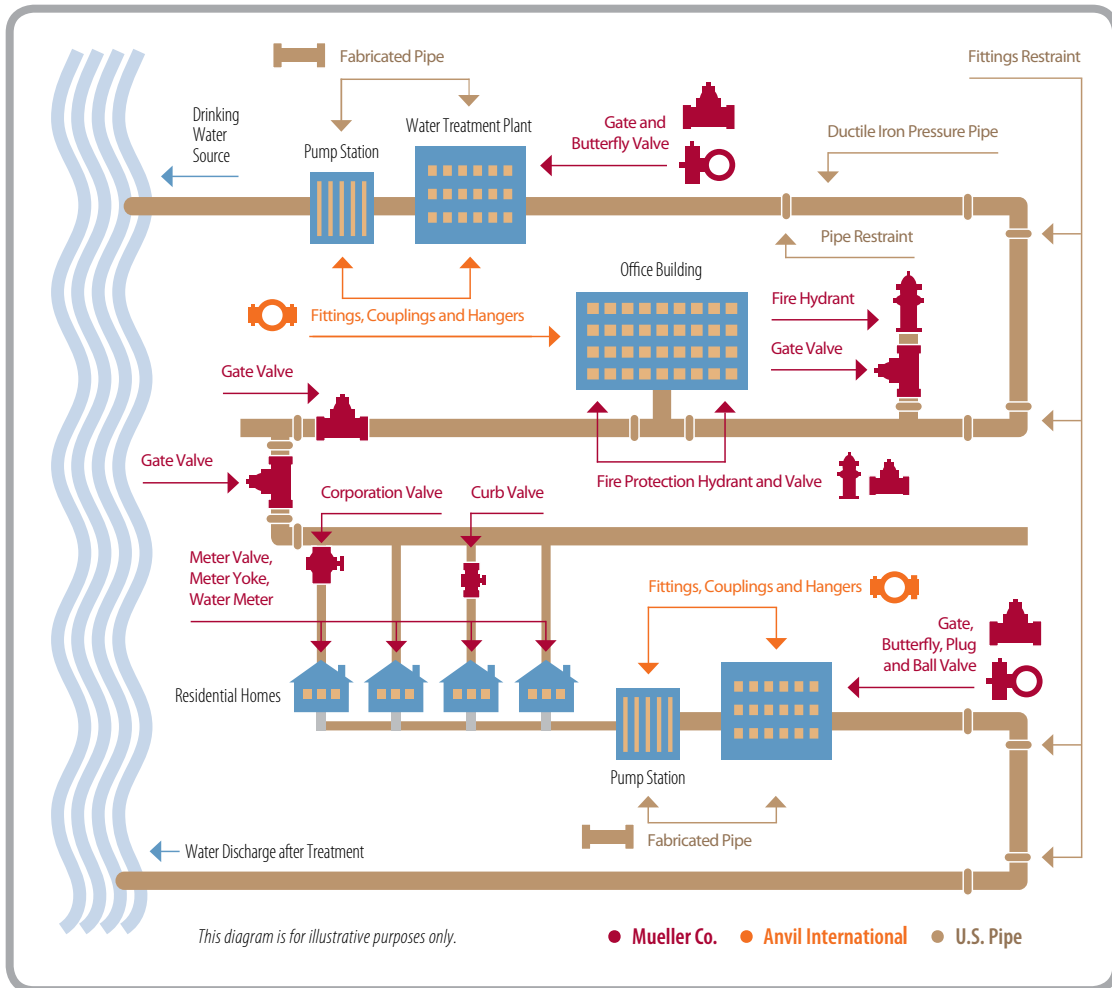 Fabricated Pipe
Fittings Restraint
Drinking
Water
Source
Pump Station
Water Treatment Plant
Gate and
Butterfly Valve
Ductile Iron Pressure Pipe
Pipe Restraint
Office Building
Fire Hydrant
Fittings, Couplings and Hangers
Gate Valve
Gate Valve
Gate Valve
Fire Protection Hydrant and Valve
Corporation Valve
Curb Valve
Meter Valve,
Meter Yoke,
Water Meter
Fittings, Couplings and Hangers
Gate,
Butterfly, Plug
and Ball Valve
Residential Homes
Pump Station
Fabricated Pipe
Water Discharge after Treatment
This diagram is for illustrative purposes only.
Mueller Co.
Anvil International
U.S. Pipe